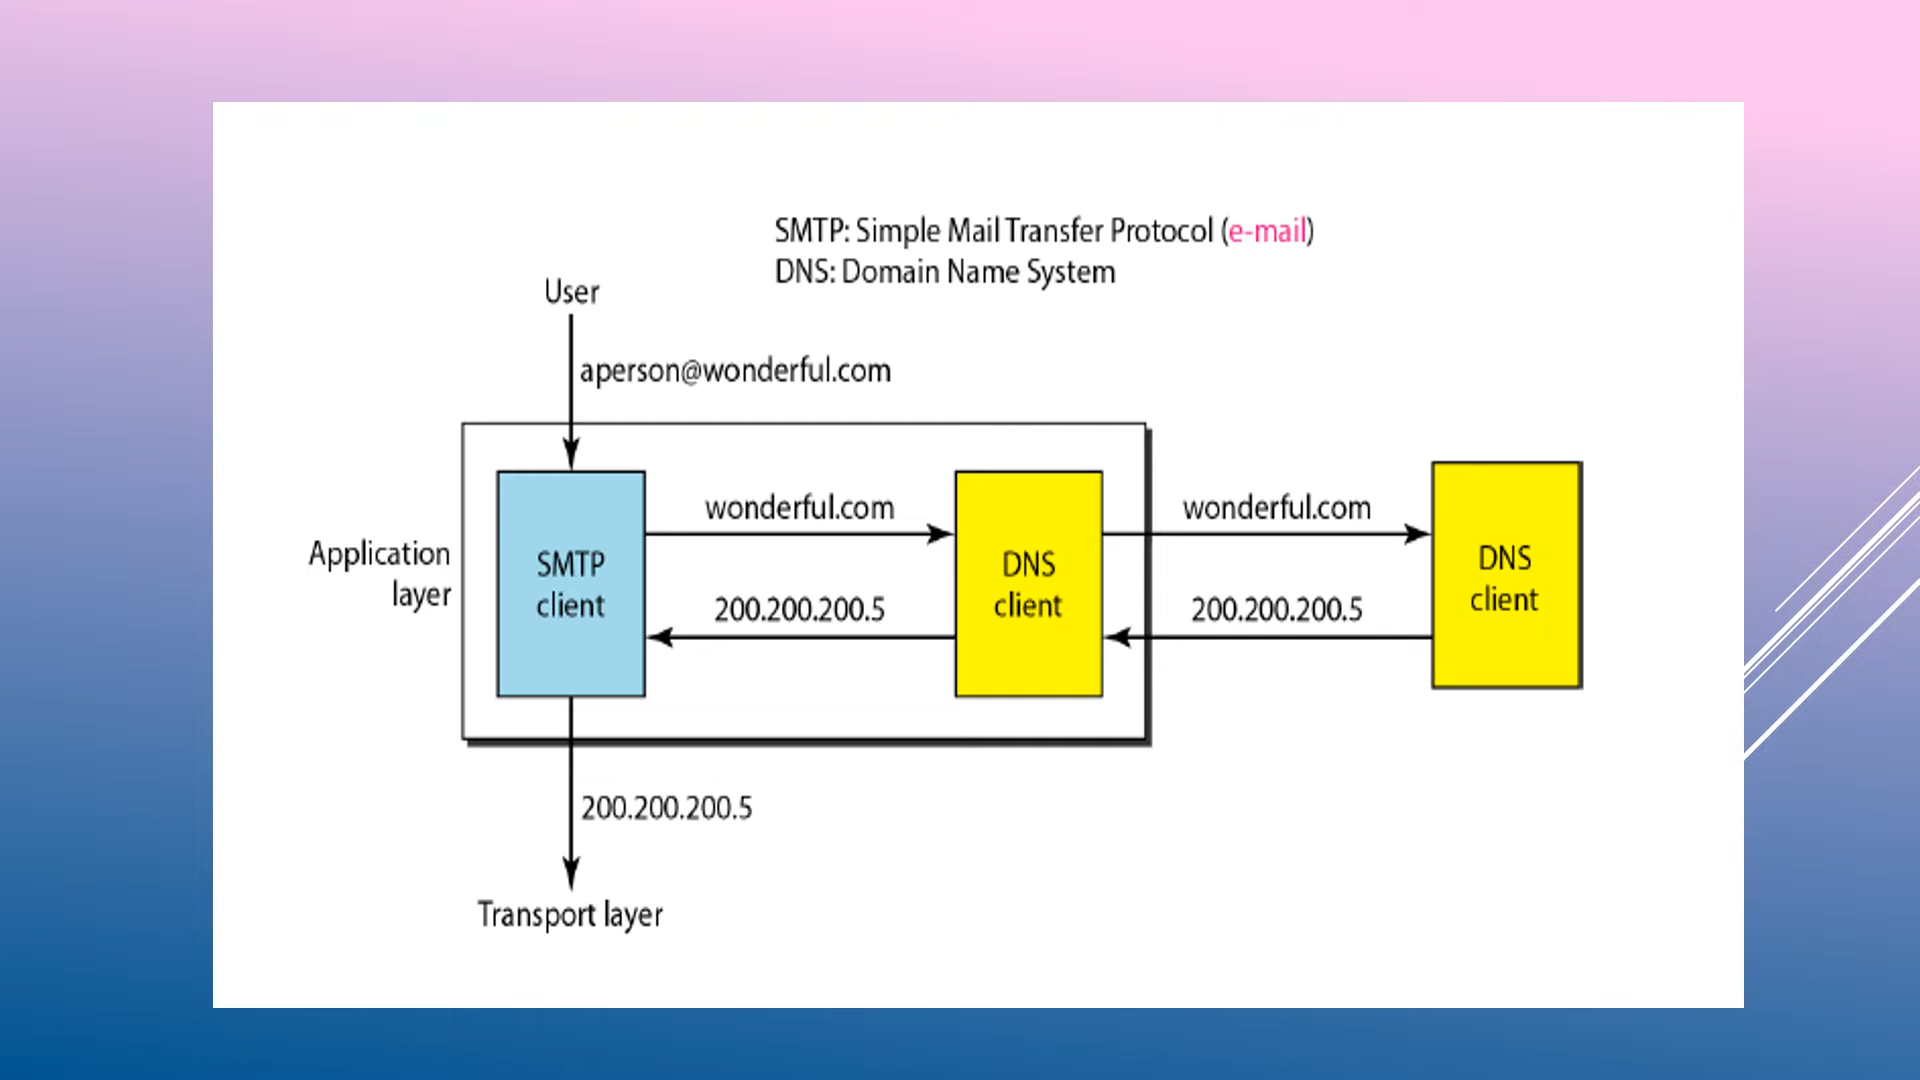 SMTP: Simple Mail Transfer Protocol (e-mail)
DNS: Domain Name System
User
aperson@wonderful.com
Application
layer
SMTP
client
wonderful.com
200.200.200.5
DNS
client
wonderful.com
200.200.200.5
DNS
client
200.200.200.5
Transport layer